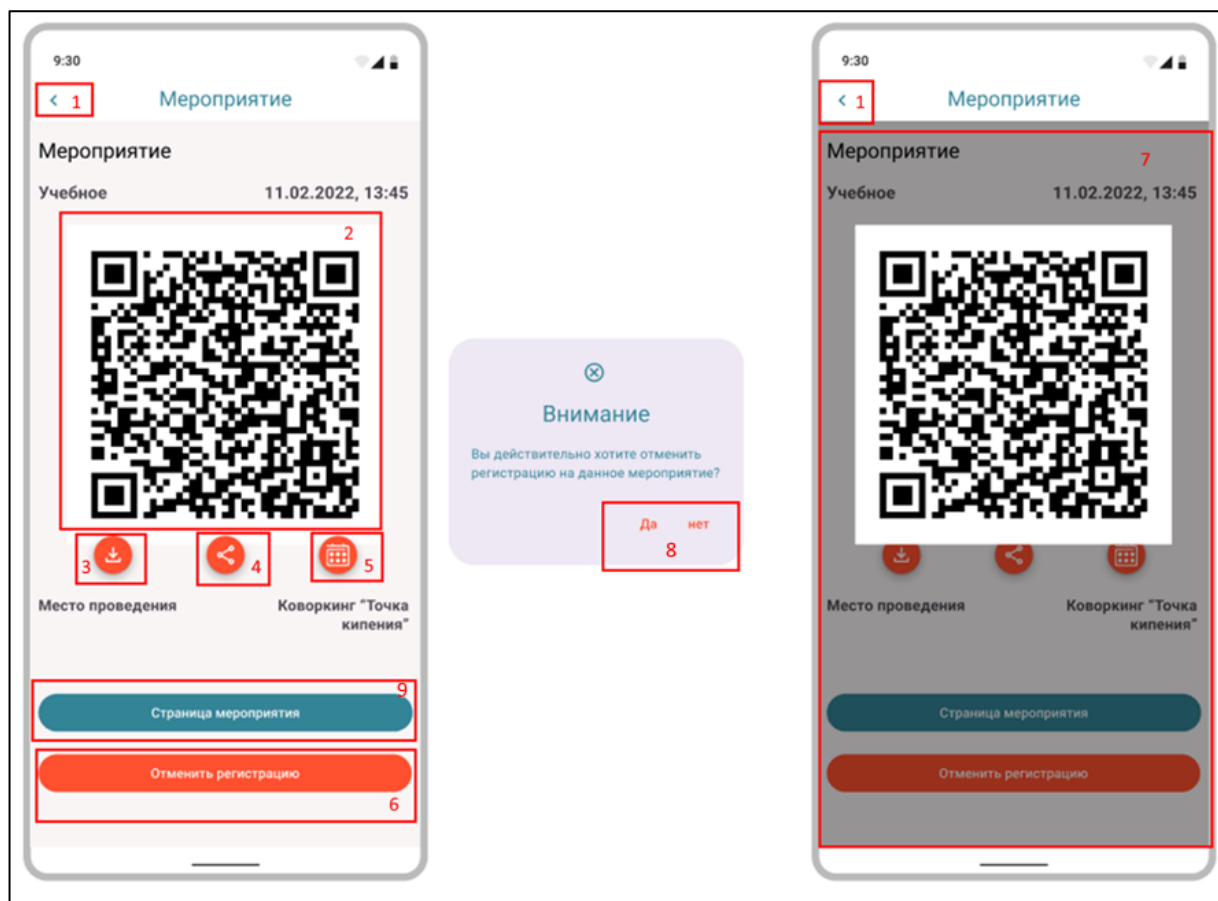 9:30
1
Мероприятие
Мероприятие
Учебное 11.02.2022, 13:45
2
3
4
5
Место проведения Коворкинг "Точка
кипения"
9
Страница мероприятия
Отменить регистрацию
6
Внимание
Вы действительно хотите отменить
регистрацию на данное мероприятие?
Да нет
8
9:30
1
Мероприятие
Мероприятие
7
Учебное 11.02.2022, 13:45
Место проведения Коворкинг "Точка
кипения"
Страница мероприятия
Отменить регистрацию